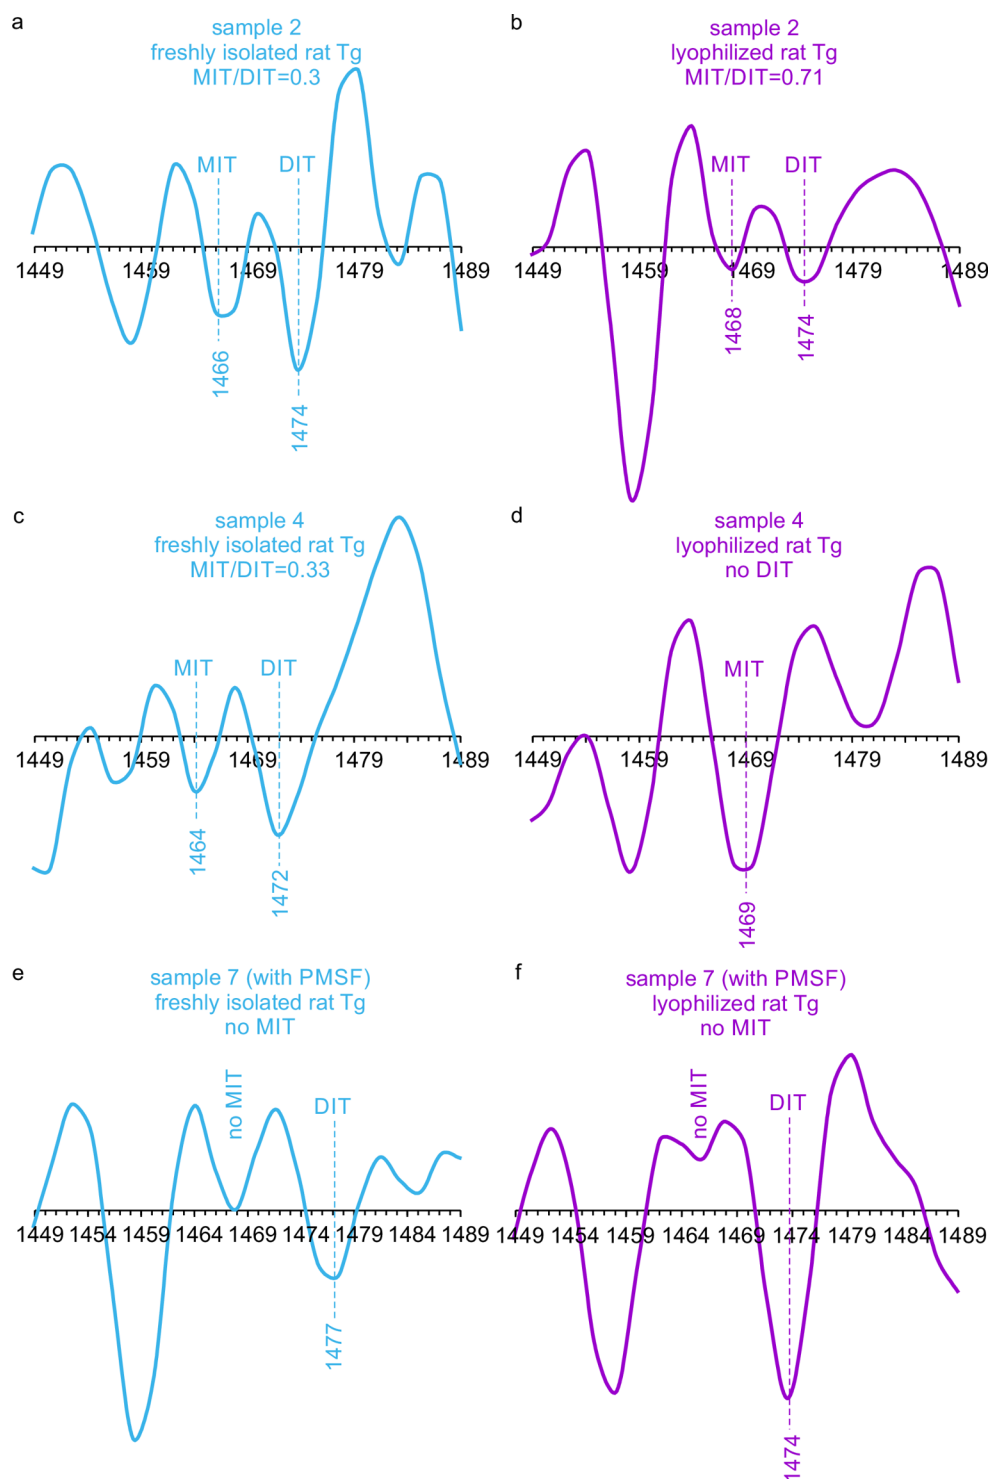 a
sample 2
freshly isolated rat Tg
MIT/DIT=0.3
MIT DIT
1449 1459 1469 1479 1489
1466
1474
b
sample 2
lyophilized rat Tg
MIT/DIT=0.71
MIT DIT
1449 1459 1469 1479 1489
1468
1474
c
sample 4
freshly isolated rat Tg
MIT/DIT=0.33
MIT DIT
1449 1459 1469 1479 1489
1464
1472
d
sample 4
lyophilized rat Tg
no DIT
MIT
1449 1459 1469 1479 1489
1469
e
sample 7 (with PMSF)
freshly isolated rat Tg
no MIT
no MIT
DIT
1449 1454 1459 1464 1469 1474 1479 1484 1489
1477
f
sample 7 (with PMSF)
lyophilized rat Tg
no MIT
no MIT
DIT
1449 1454 1459 1464 1469 1474 1479 1484 1489
1474